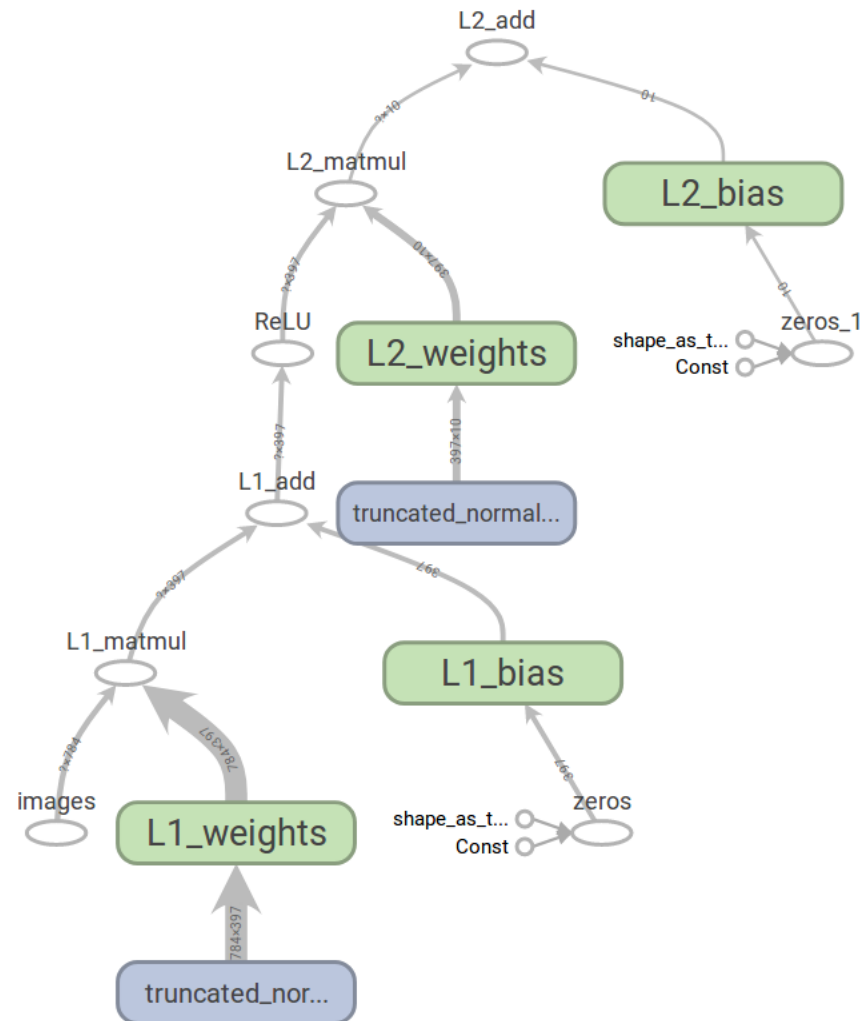 L2_add
?×10
10
L2_matmul
L2_bias
?×397
397×10
10
ReLU
zeros_1
shape_as_t...
L2_weights
Const
?×397
397×10
L1_add
truncated_normal...
397
?×397
L1_matmul
L1_bias
784×397
?×784
397
images
zeros
shape_as_t...
L1_weights
Const
784×397
truncated_nor...